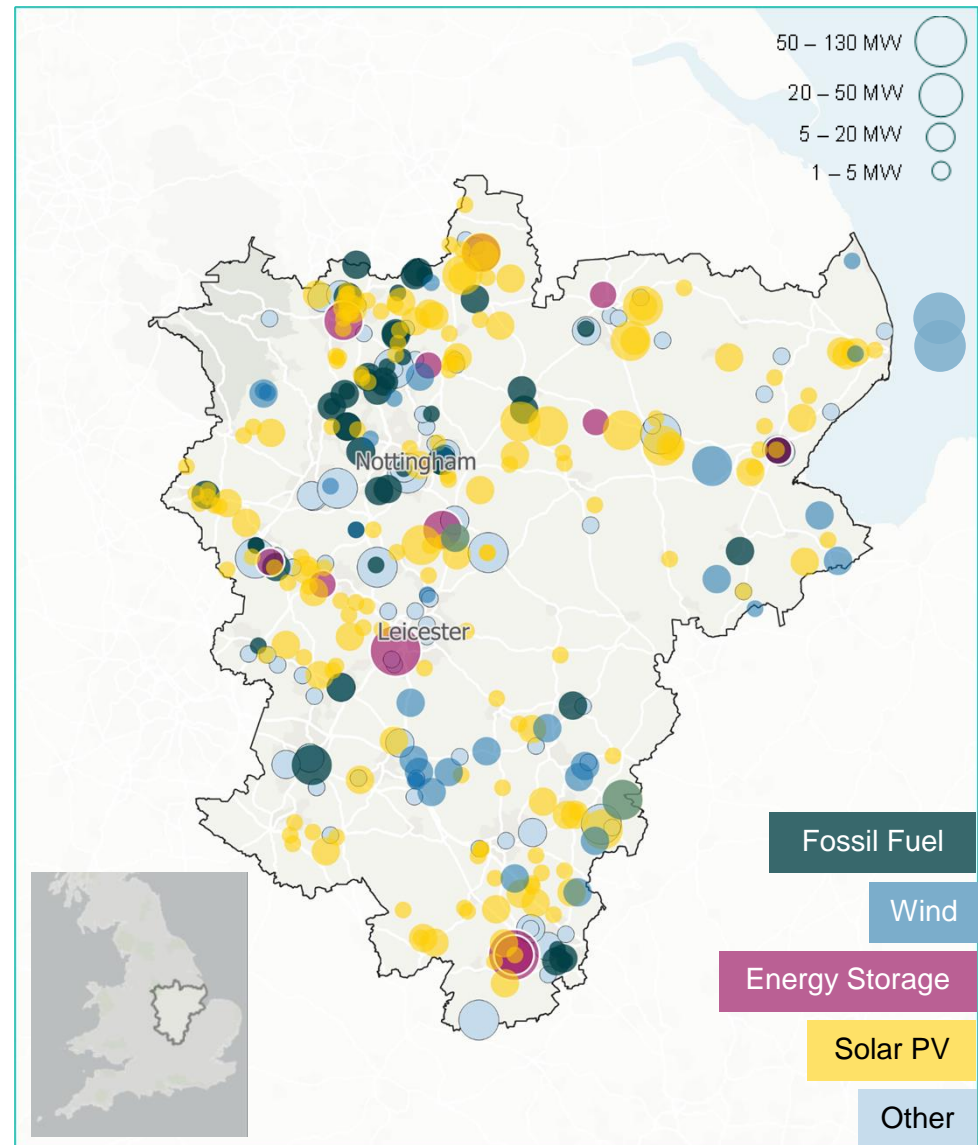 50 – 130 MW
20 – 50 MW
5 – 20 MW
1 – 5 MW
Nottingham
Leicester
Fossil Fuel
Wind
Energy Storage
Solar PV
Other